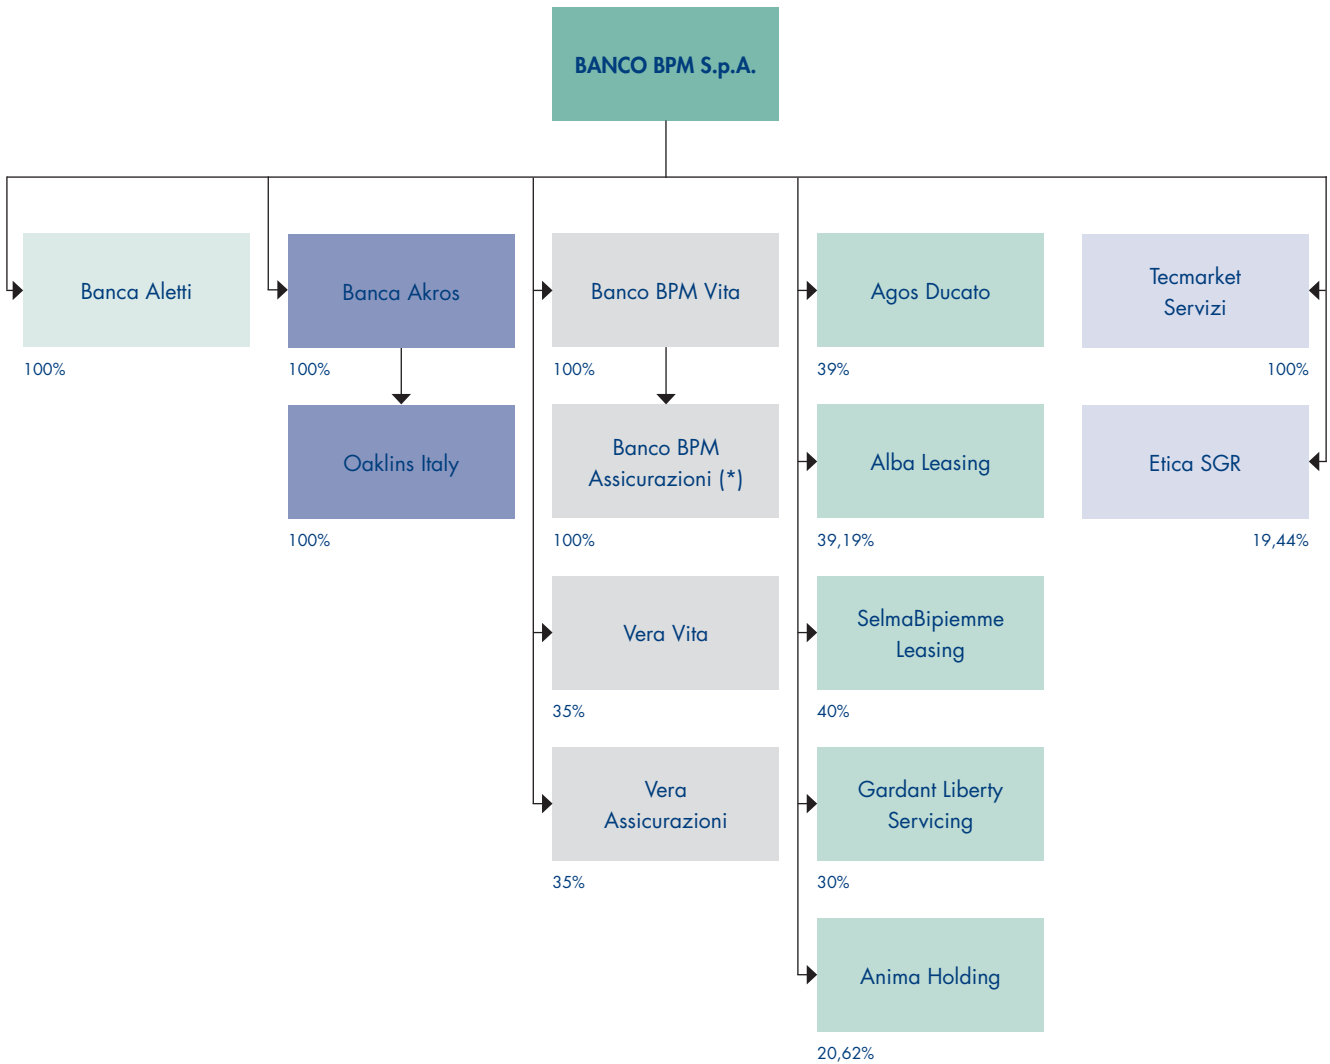 BANCO BPM S.p.A.
Banca Aletti
100%
Banca Akros
100%
Oaklins Italy
100%
Banco BPM Vita
100%
Banco BPM
Assicurazioni (*)
100%
Vera Vita
35%
Vera
Assicurazioni
35%
Agos Ducato
39%
Alba Leasing
39,19%
SelmaBipiemme
Leasing
40%
Gardant Liberty
Servicing
30%
Anima Holding
20,62%
Tecmarket
Servizi
100%
Etica SGR
19,44%